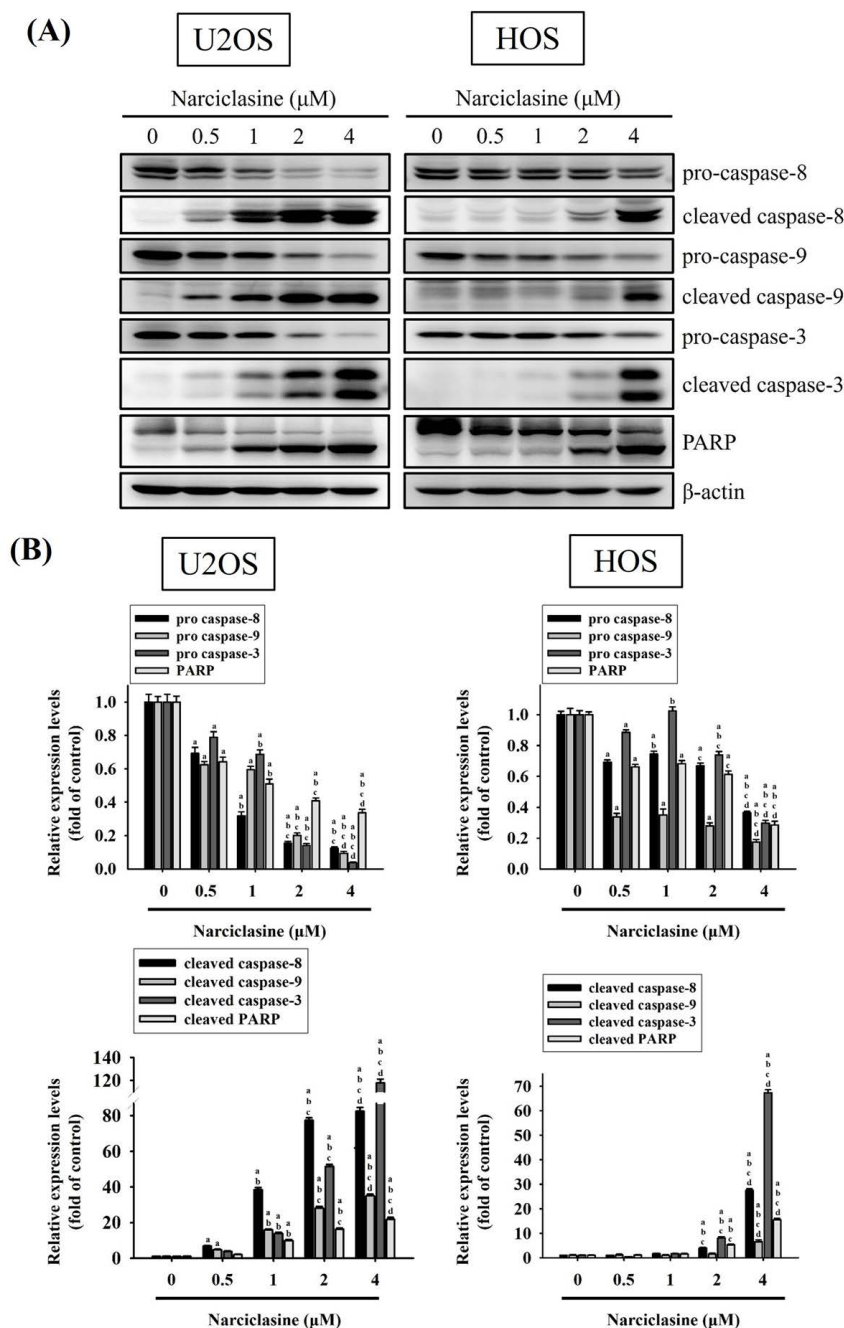 (A)
U2OS
HOS
Narciclasine (μM)
Narciclasine (μM)
0 0.5 1 2 4
0 0.5 1 2 4
pro-caspase-8
cleaved caspase-8
pro-caspase-9
cleaved caspase-9
pro-caspase-3
cleaved caspase-3
PARP
β-actin
(B)
U2OS
HOS
pro caspase-8
pro caspase-9
pro caspase-3
PARP
Relative expression levels
(fold of control)
1.0
0.8
0.6
0.4
0.2
0.0
0 0.5 1 2 4
Narciclasine (μM)
pro caspase-8
pro caspase-9
pro caspase-3
PARP
Relative expression levels
(fold of control)
1.0
0.8
0.6
0.4
0.2
0.0
0 0.5 1 2 4
Narciclasine (μM)
cleaved caspase-8
cleaved caspase-9
cleaved caspase-3
cleaved PARP
Relative expression levels
(fold of control)
140
120
80
60
40
20
0
0 0.5 1 2 4
Narciclasine (μM)
cleaved caspase-8
cleaved caspase-9
cleaved caspase-3
cleaved PARP
Relative expression levels
(fold of control)
70
60
50
40
30
20
10
0
0 0.5 1 2 4
Narciclasine (μM)